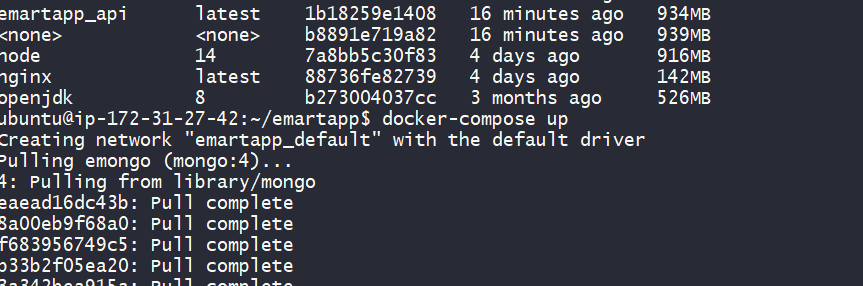 emartapp_api latest 1b18259e1408 16 minutes ago 934MB
<none> <none> b8891e719a82 16 minutes ago 939MB
node 14 7a8bb5c30f83 4 days ago 916MB
nginx latest 88736fe82739 4 days ago 142MB
openjdk 8 b273004037cc 3 months ago 526MB
ubuntu@ip-172-31-27-42:~/emartapp$ docker-compose up
Creating network "emartapp_default" with the default driver
Pulling emongo (mongo:4)...
4: Pulling from library/mongo
eaead16dc43b: Pull complete
8a00eb9f68a0: Pull complete
f683956749c5: Pull complete
b33b2f05ea20: Pull complete
3a342bea915a: Pull complete